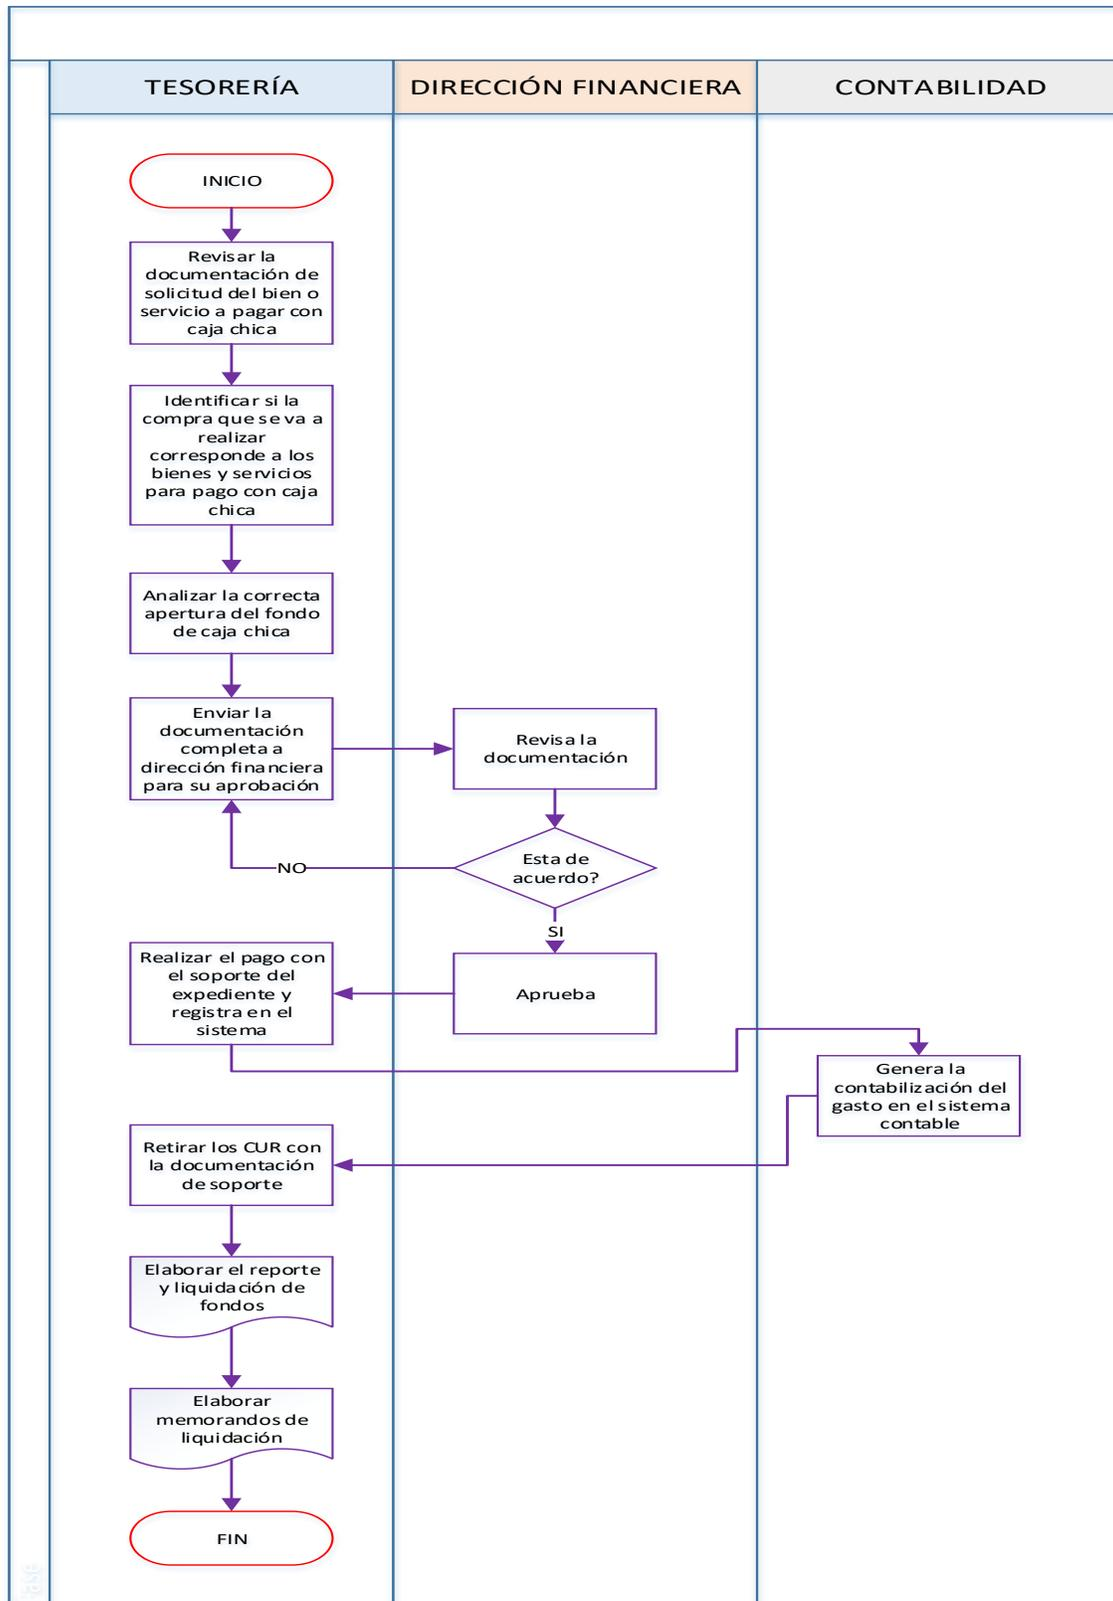 TESORERÍA
DIRECCIÓN FINANCIERA
CONTABILIDAD
INICIO
Revisar la
documentación de
solicitud del bien o
servicio a pagar con
caja chica
Identificar si la
compra que se va a
realizar
corresponde a los
bienes y servicios
para pago con caja
chica
Analizar la correcta
apertura del fondo
de caja chica
Enviar la
documentación
completa a
dirección financiera
para su aprobación
Revisa la
documentación
Esta de
acuerdo?
NO
SI
Aprueba
Realizar el pago con
el soporte del
expediente y
registra en el
sistema
Genera la
contabilización del
gasto en el sistema
contable
Retirar los CUR con
la documentación
de soporte
Elaborar el reporte
y liquidación de
fondos
Elaborar
memorandos de
liquidación
FIN